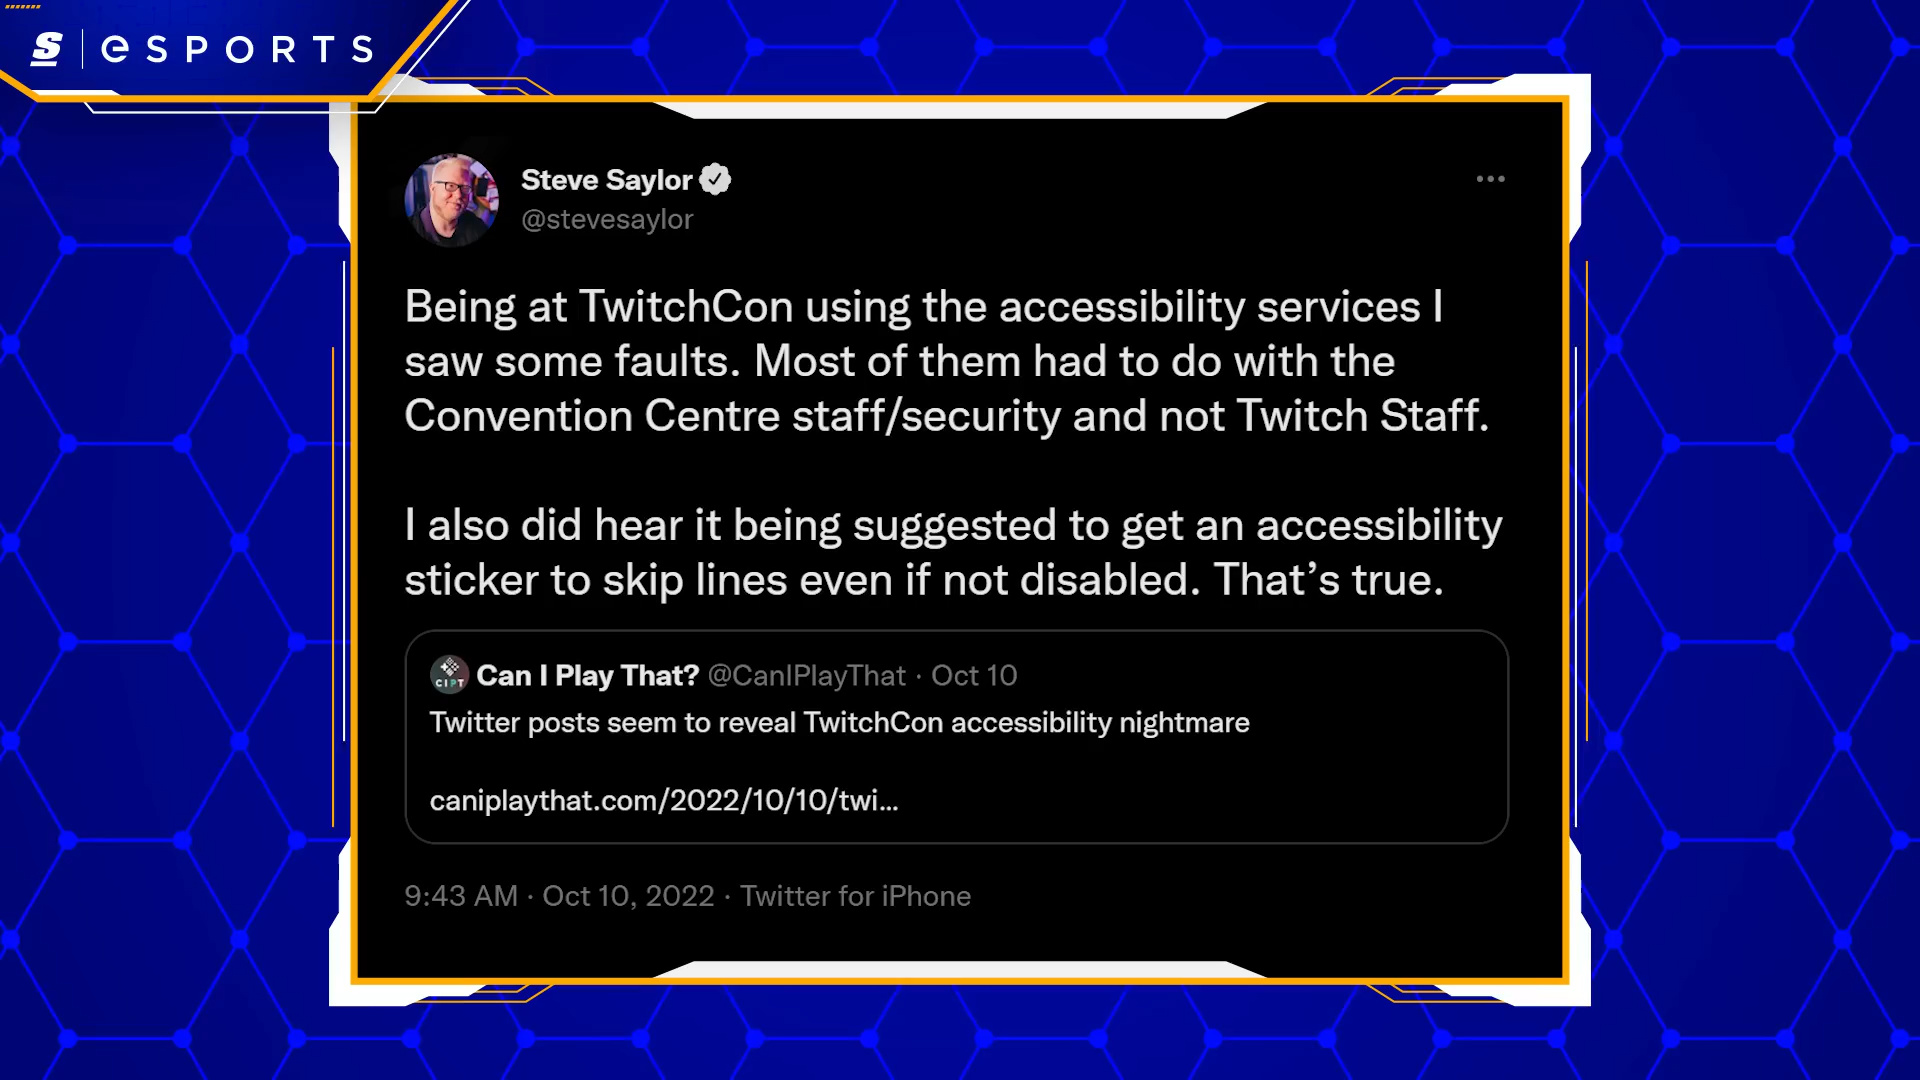 S | eSPORTS
Steve Saylor
@stevesaylor
Being at TwitchCon using the accessibility services I
saw some faults. Most of them had to do with the
Convention Centre staff/security and not Twitch Staff.
I also did hear it being suggested to get an accessibility
sticker to skip lines even if not disabled. That’s true.
CIPT
Can I Play That? @CanIPlayThat · Oct 10
Twitter posts seem to reveal TwitchCon accessibility nightmare
caniplaythat.com/2022/10/10/twi...
9:43 AM · Oct 10, 2022 · Twitter for iPhone